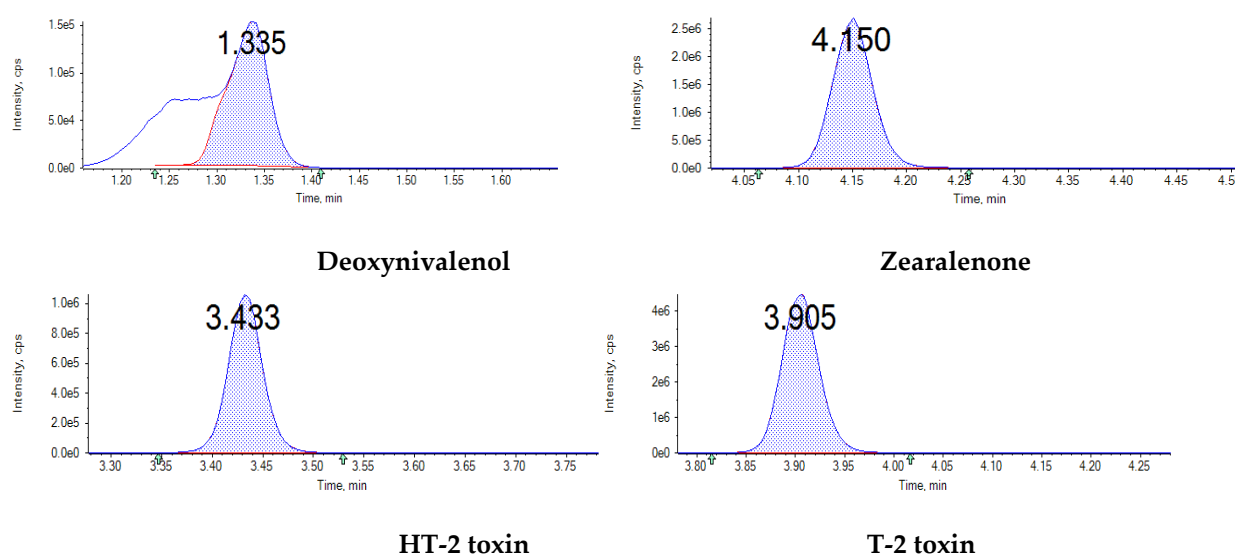 1.5e5
1.0e5
5.0e4
0.0e0
Intensity, cps
1.335
1.20 1.25 1.30 1.35 1.40 1.45 1.50 1.55 1.60
Time, min
Deoxynivalenol
2.5e6
2.0e6
1.5e6
1.0e6
5.0e5
0.0e0
Intensity, cps
4.150
4.05 4.10 4.15 4.20 4.25 4.30 4.35 4.40 4.45 4.5
Time, min
Zearalenone
1.0e6
8.0e5
6.0e5
4.0e5
2.0e5
0.0e0
Intensity, cps
3.433
3.30 3.35 3.40 3.45 3.50 3.55 3.60 3.65 3.70 3.75
Time, min
HT-2 toxin
4e6
3e6
2e6
1e6
0e0
Intensity, cps
3.905
3.80 3.85 3.90 3.95 4.00 4.05 4.10 4.15 4.20 4.25
Time, min
T-2 toxin